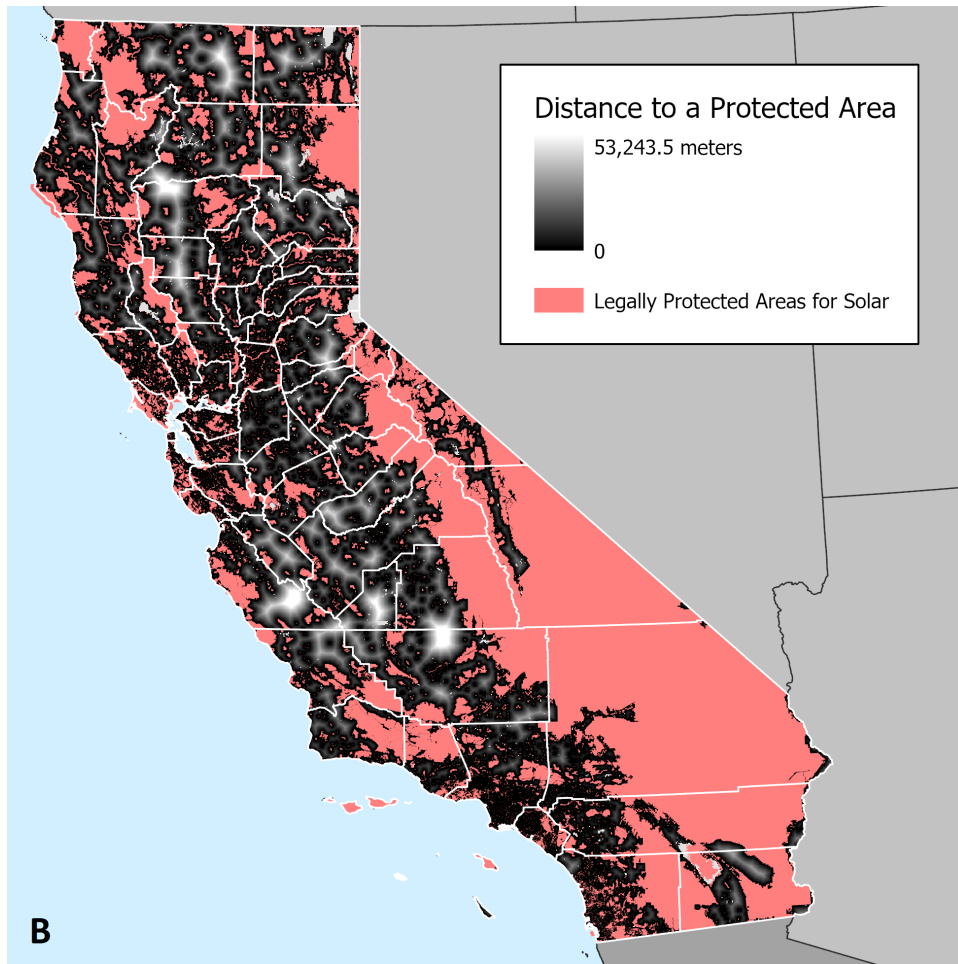 Distance to a Protected Area
53,243.5 meters
0
Legally Protected Areas for Solar
B